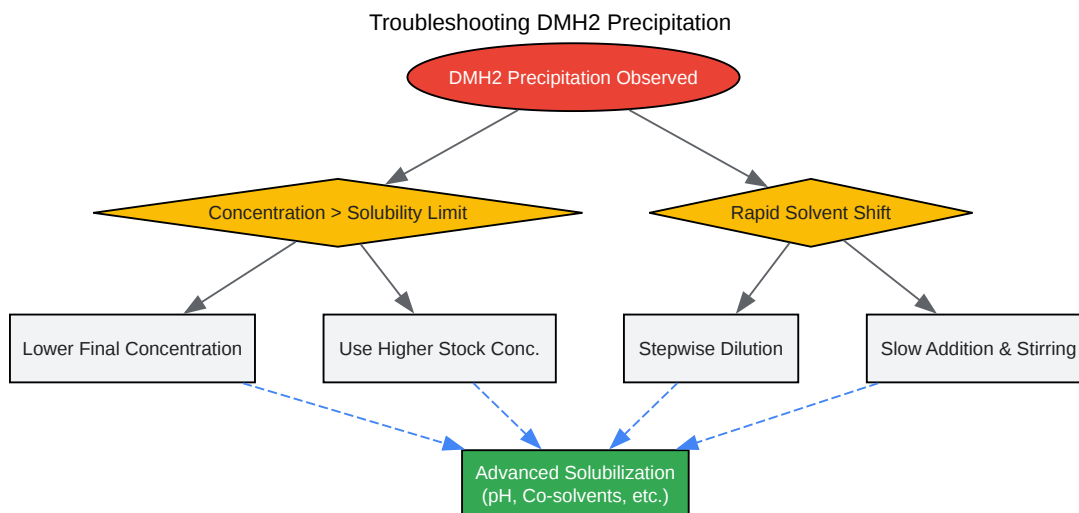 Troubleshooting DMH2 Precipitation
DMH2 Precipitation Observed
Concentration > Solubility Limit
Rapid Solvent Shift
Lower Final Concentration
Use Higher Stock Conc.
Stepwise Dilution
Slow Addition & Stirring
Advanced Solubilization
(pH, Co-solvents, etc.)